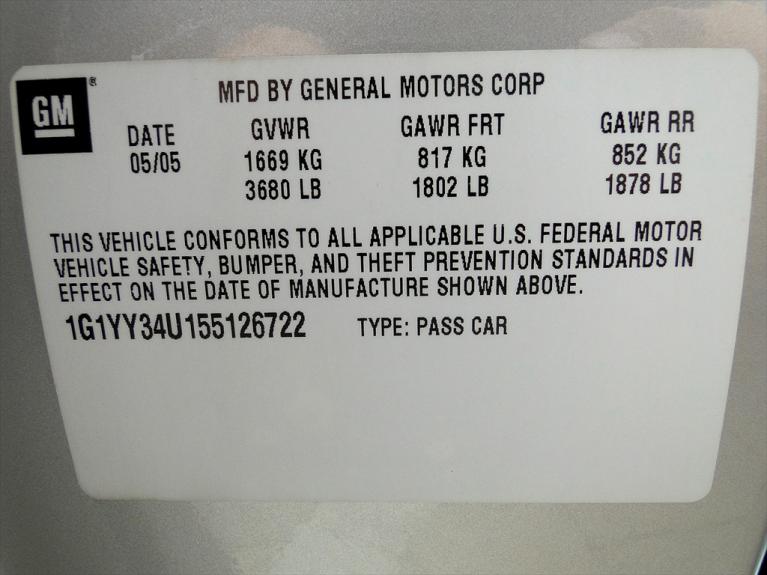 GM ®
MFD BY GENERAL MOTORS CORP
DATE GVWR GAWR FRT GAWR RR
05/05 1669 KG 817 KG 852 KG
3680 LB 1802 LB 1878 LB
THIS VEHICLE CONFORMS TO ALL APPLICABLE U.S. FEDERAL MOTOR
VEHICLE SAFETY, BUMPER, AND THEFT PREVENTION STANDARDS IN
EFFECT ON THE DATE OF MANUFACTURE SHOWN ABOVE.
1G1YY34U155126722 TYPE: PASS CAR